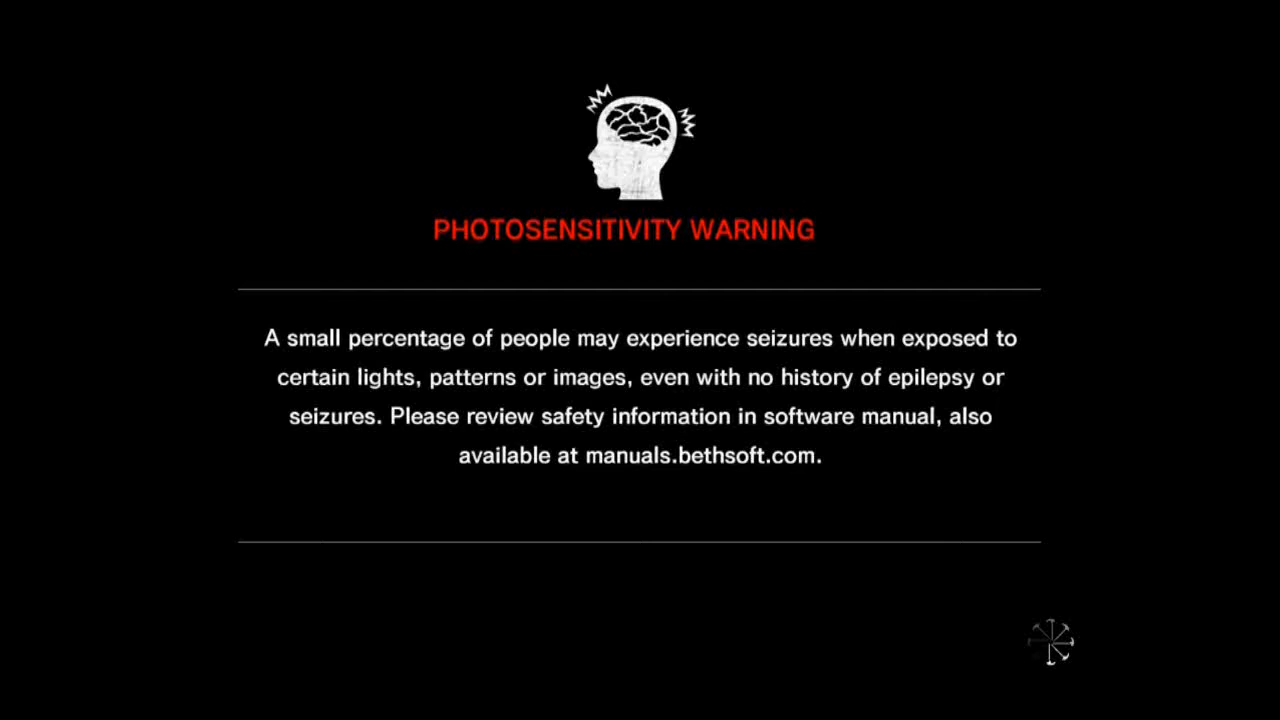 PHOTOSENSITIVITY WARNING
A small percentage of people may experience seizures when exposed to
certain lights, patterns or images, even with no history of epilepsy or
seizures. Please review safety information in software manual, also
available at manuals.bethsoft.com.